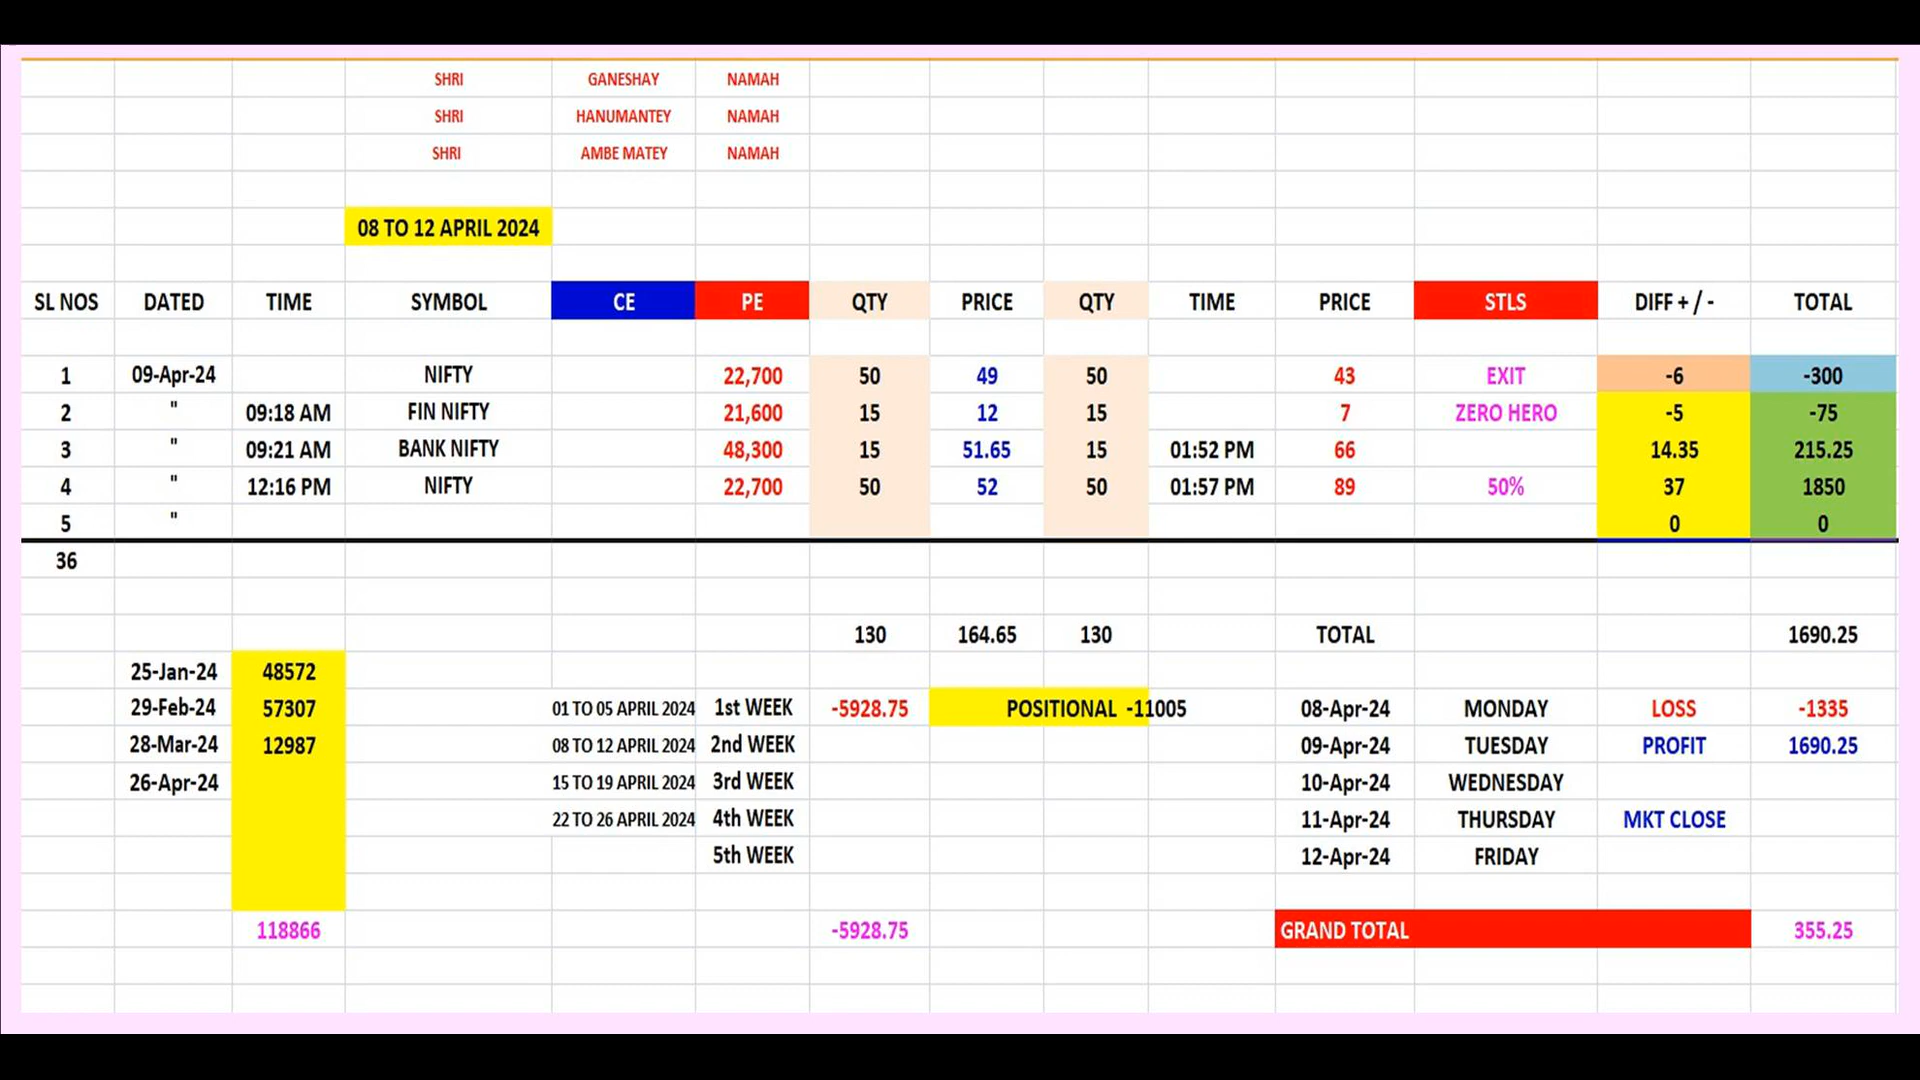 SHRI GANESHAY NAMAH
SHRI HANUMANTEY NAMAH
SHRI AMBE MATEY NAMAH
08 TO 12 APRIL 2024
SL NOS DATED TIME SYMBOL CE PE QTY PRICE QTY TIME PRICE STLS DIFF + / - TOTAL
1 09-Apr-24 NIFTY 22,700 50 49 50 43 EXIT -6 -300
2 " 09:18 AM FIN NIFTY 21,600 15 12 15 7 ZERO HERO -5 -75
3 " 09:21 AM BANK NIFTY 48,300 15 51.65 15 01:52 PM 66 14.35 215.25
4 " 12:16 PM NIFTY 22,700 50 52 50 01:57 PM 89 50% 37 1850
5 " 0 0
36
130 164.65 130 TOTAL 1690.25
25-Jan-24 48572
29-Feb-24 57307 01 TO 05 APRIL 2024 1st WEEK -5928.75 POSITIONAL -11005 08-Apr-24 MONDAY LOSS -1335
28-Mar-24 12987 08 TO 12 APRIL 2024 2nd WEEK 09-Apr-24 TUESDAY PROFIT 1690.25
26-Apr-24 15 TO 19 APRIL 2024 3rd WEEK 10-Apr-24 WEDNESDAY
22 TO 26 APRIL 2024 4th WEEK 11-Apr-24 THURSDAY MKT CLOSE
5th WEEK 12-Apr-24 FRIDAY
118866 -5928.75 GRAND TOTAL 355.25